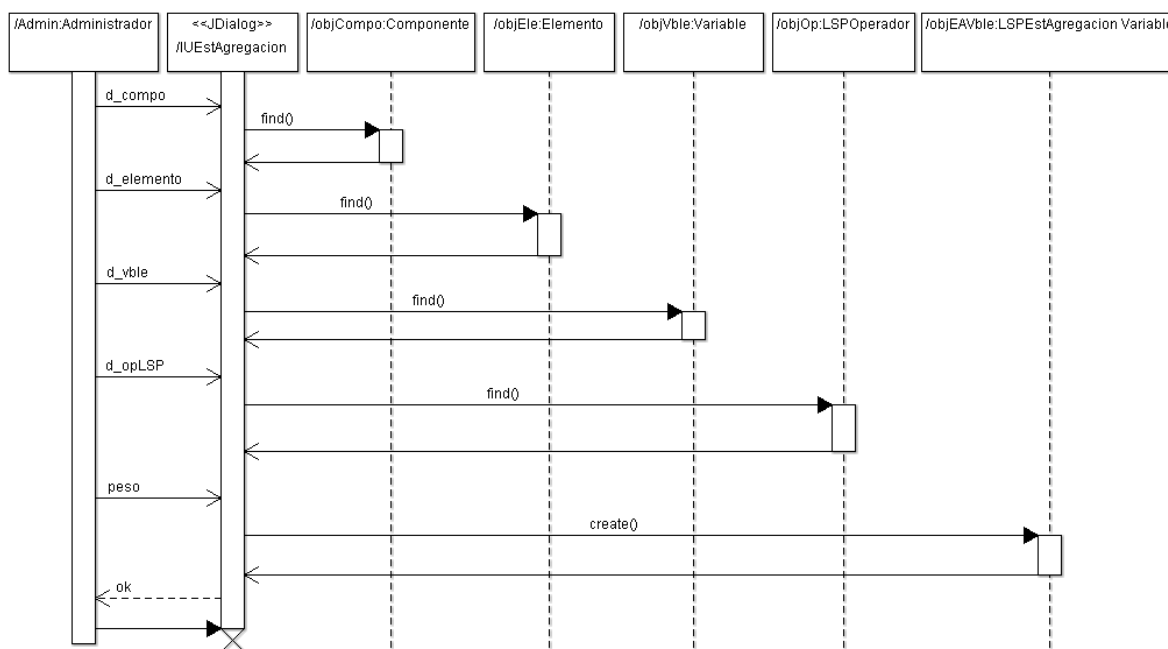 /Admin:Administrador
<<JDialog>>
/IUEstAgregacion
/objCompo:Componente
/objEle:Elemento
/objVble:Variable
/objOp:LSPOperador
/objEAVble:LSPEstAgregacion Variable
d_compo
find()
d_elemento
find()
d_vble
find()
d_opLSP
find()
peso
create()
ok